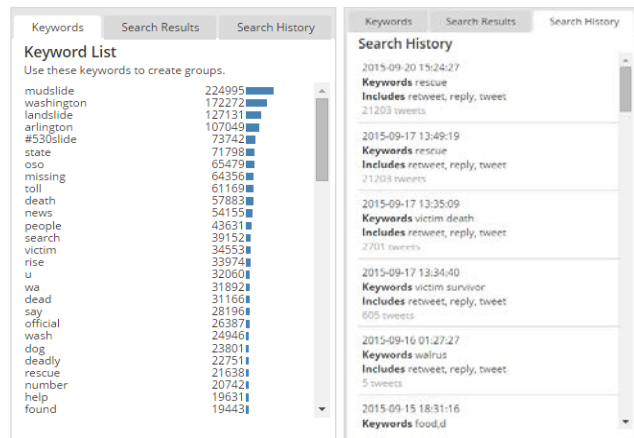 Keywords Search Results Search History
Keyword List
Use these keywords to create groups.
mudslide 224995
washington 172272
landslide 127131
arlington 107049
#530slide 73742
state 71798
oso 65479
missing 64356
toll 61169
death 57883
news 54155
people 43631
search 39152
victim 34553
rise 33974
u 32060
wa 31892
dead 31166
say 28196
official 26387
wash 24946
dog 23801
deadly 22751
rescue 21638
number 20742
help 19631
found 19443
Keywords Search Results Search History
Search History
2015-09-20 15:24:27
Keywords rescue
Includes retweet, reply, tweet
21203 tweets
2015-09-17 13:49:19
Keywords rescue
Includes retweet, reply, tweet
21203 tweets
2015-09-17 13:35:09
Keywords victim death
Includes retweet, reply, tweet
2701 tweets
2015-09-17 13:34:40
Keywords victim survivor
Includes retweet, reply, tweet
605 tweets
2015-09-16 01:27:27
Keywords walrus
Includes retweet, reply, tweet
5 tweets
2015-09-15 18:31:16
Keywords food,d